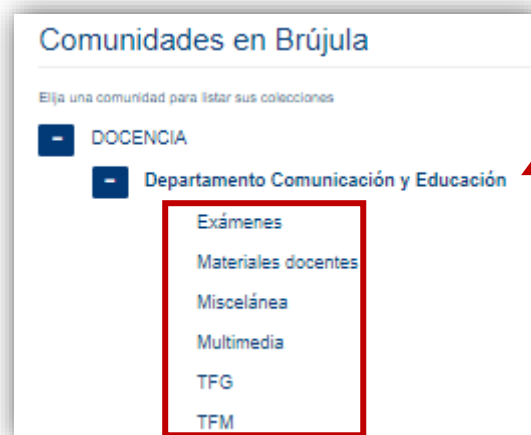 Comunidades en Brújula
Elija una comunidad para listar sus colecciones
DOCENCIA
Departamento Comunicación y Educación
Exámenes
Materiales docentes
Miscelánea
Multimedia
TFG
TFM